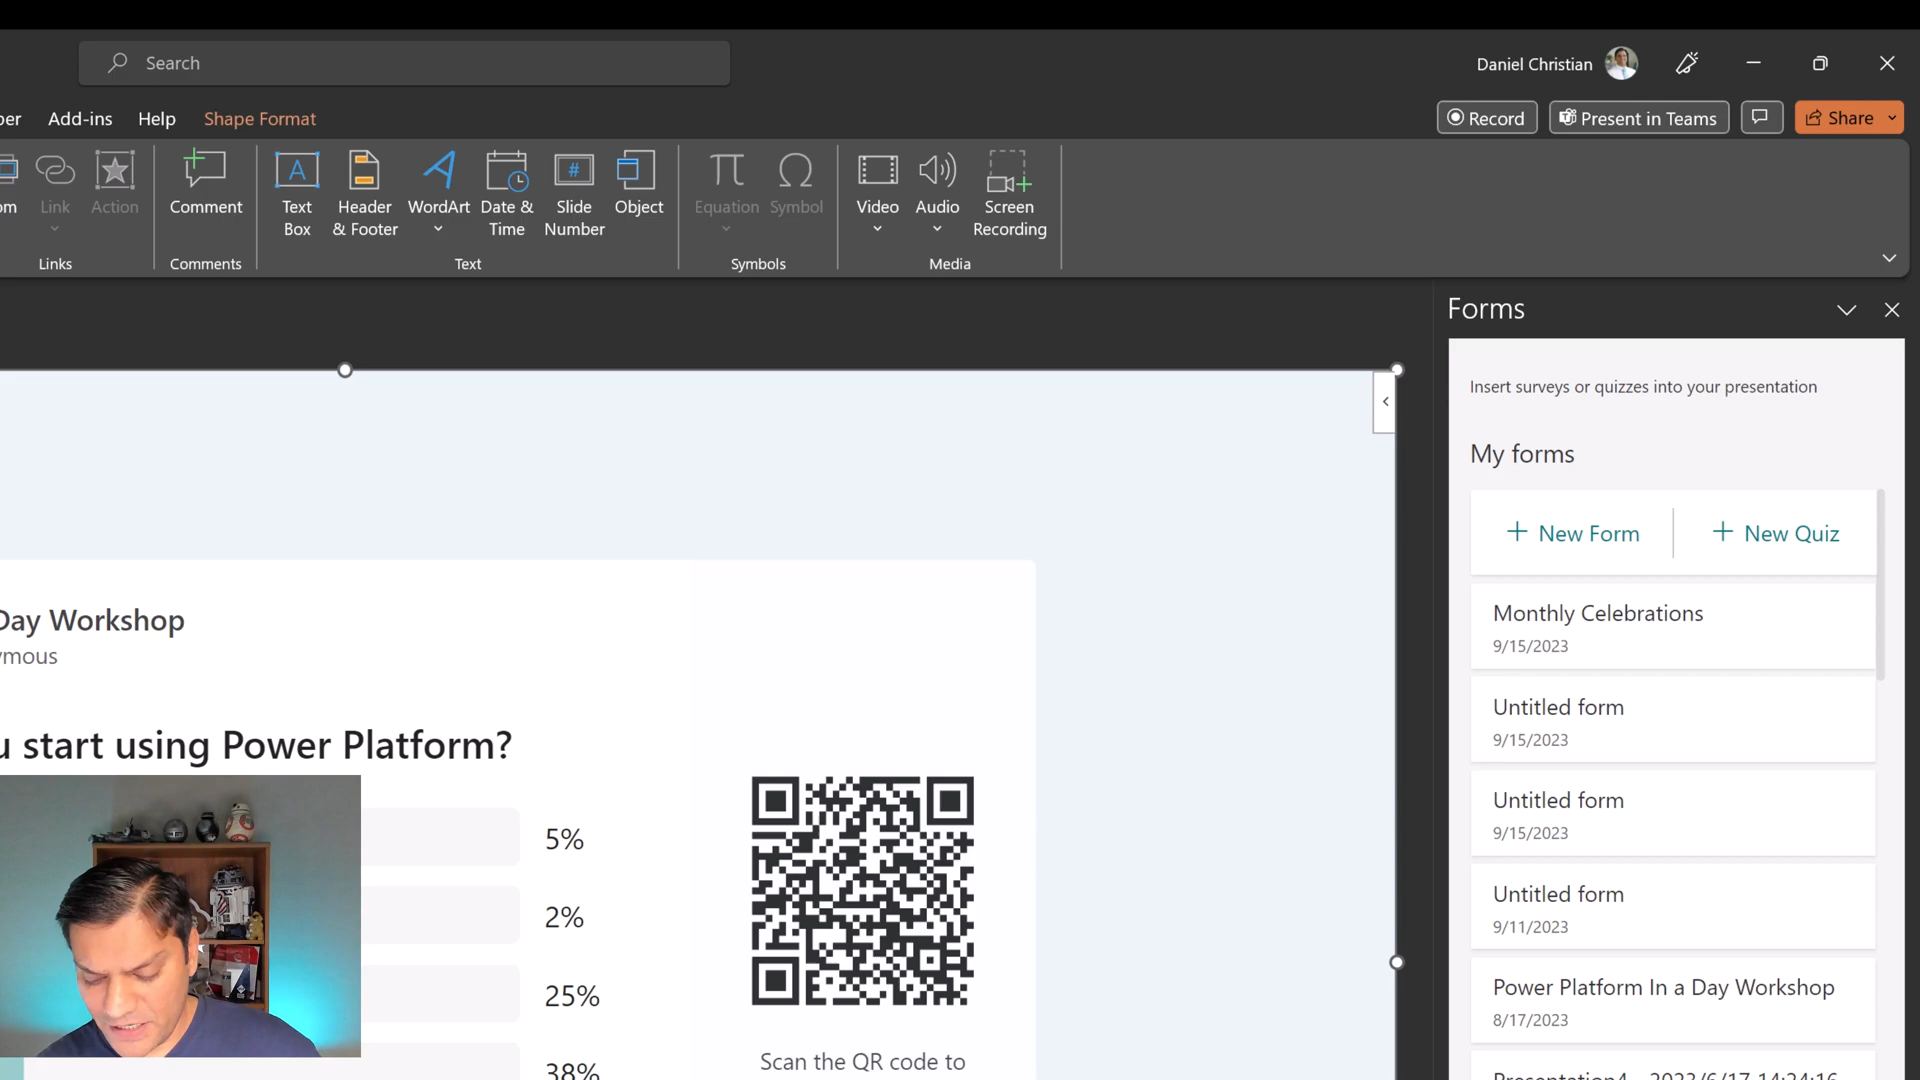 Search
Daniel Christian
Add-ins Help Shape Format
Record Present in Teams Share
Link Action Comment Text Box Header & Footer WordArt Date & Time Slide Number Object Equation Symbol Video Audio Screen Recording
Links Comments Text Symbols Media
Forms
Insert surveys or quizzes into your presentation
My forms
+ New Form + New Quiz
Monthly Celebrations
9/15/2023
Untitled form
9/15/2023
Untitled form
9/15/2023
Untitled form
9/11/2023
Power Platform In a Day Workshop
8/17/2023
Day Workshop
start using Power Platform?
5%
2%
25%
38%
Scan the QR code to